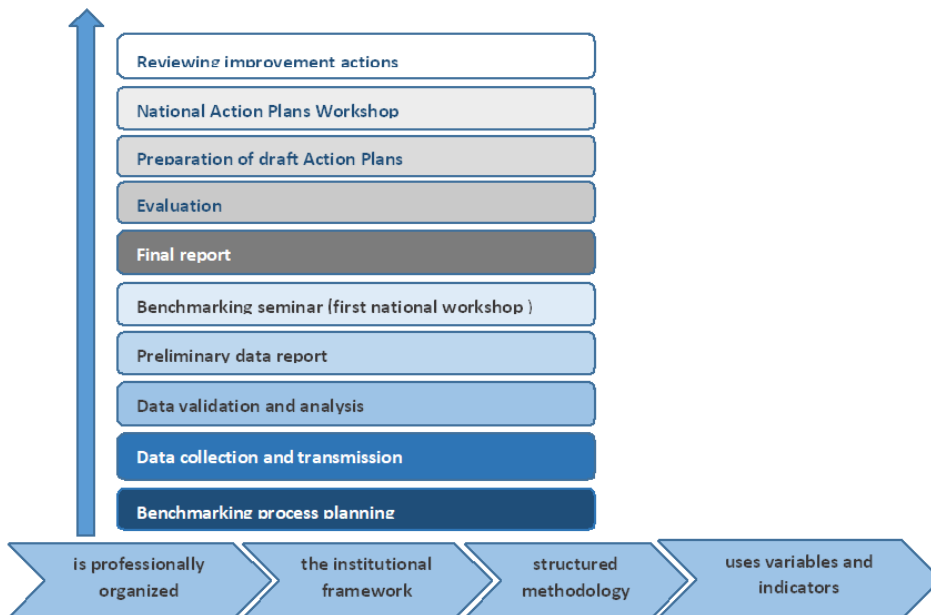 Reviewing improvement actions
National Action Plans Workshop
Preparation of draft Action Plans
Evaluation
Final report
Benchmarking seminar (first national workshop )
Preliminary data report
Data validation and analysis
Data collection and transmission
Benchmarking process planning
is professionally
organized
the institutional
framework
structured
methodology
uses variables and
indicators